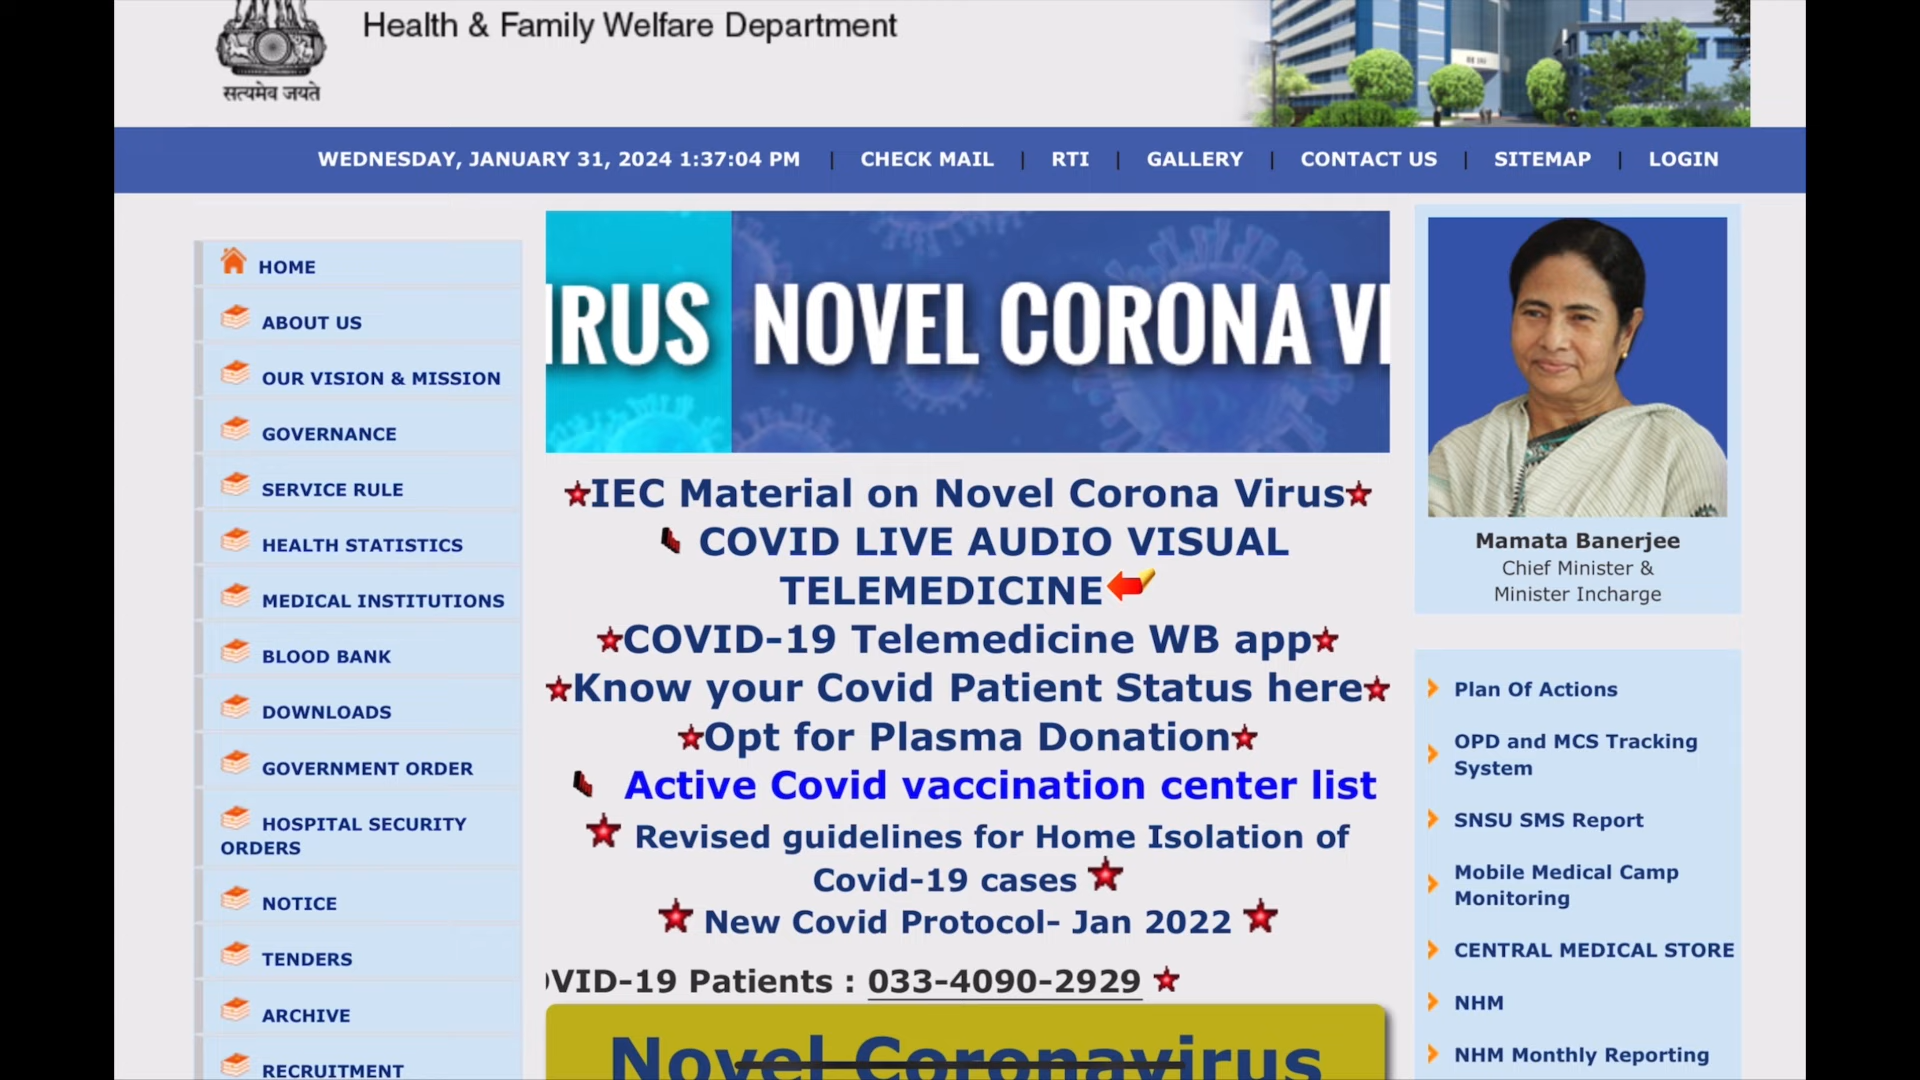 Health & Family Welfare Department
सत्यमेव जयते
WEDNESDAY, JANUARY 31, 2024 1:37:04 PM | CHECK MAIL | RTI | GALLERY | CONTACT US | SITEMAP | LOGIN
HOME
ABOUT US
OUR VISION & MISSION
GOVERNANCE
SERVICE RULE
HEALTH STATISTICS
MEDICAL INSTITUTIONS
BLOOD BANK
DOWNLOADS
GOVERNMENT ORDER
HOSPITAL SECURITY
ORDERS
NOTICE
TENDERS
ARCHIVE
RECRUITMENT
IRUS NOVEL CORONA VI
IEC Material on Novel Corona Virus
COVID LIVE AUDIO VISUAL
TELEMEDICINE
COVID-19 Telemedicine WB app
Know your Covid Patient Status here
Opt for Plasma Donation
Active Covid vaccination center list
Revised guidelines for Home Isolation of
Covid-19 cases
New Covid Protocol- Jan 2022
OVID-19 Patients : 033-4090-2929
Novel Coronavirus
Mamata Banerjee
Chief Minister &
Minister Incharge
Plan Of Actions
OPD and MCS Tracking
System
SNSU SMS Report
Mobile Medical Camp
Monitoring
CENTRAL MEDICAL STORE
NHM
NHM Monthly Reporting